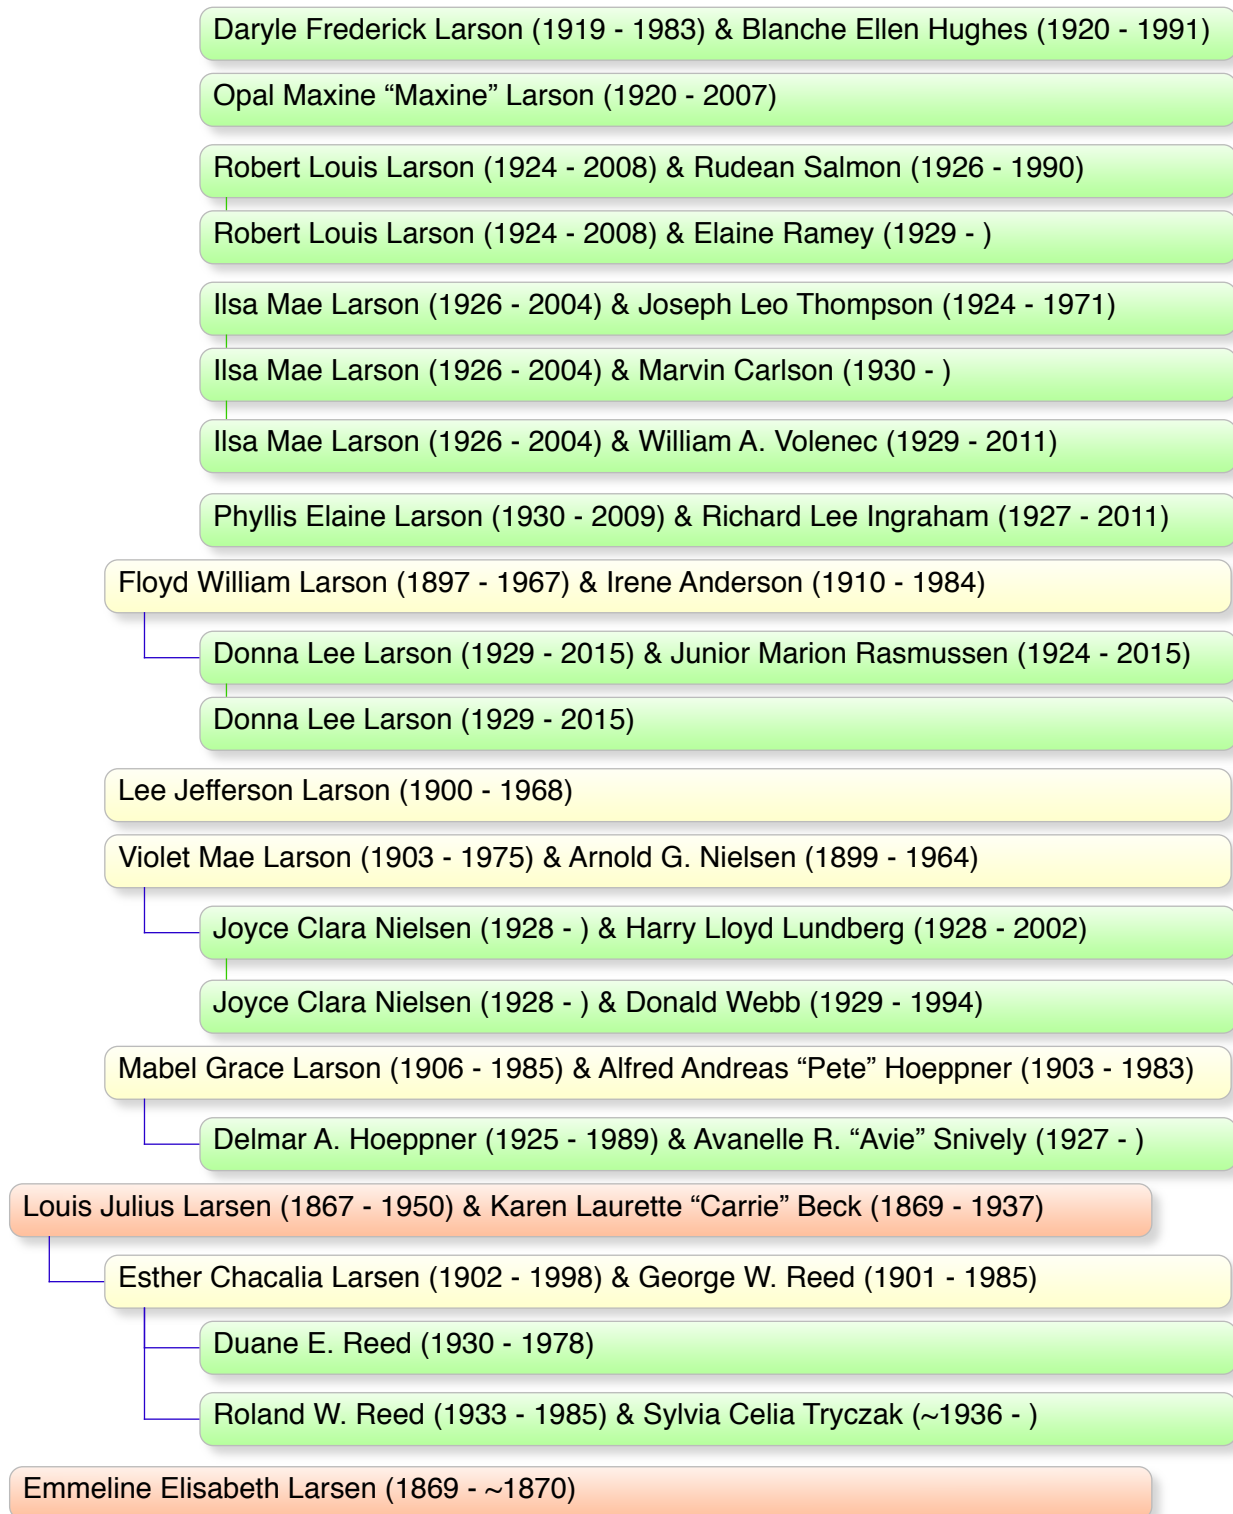 Daryle Frederick Larson (1919 - 1983) & Blanche Ellen Hughes (1920 - 1991)
Opal Maxine “Maxine” Larson (1920 - 2007)
Robert Louis Larson (1924 - 2008) & Rudean Salmon (1926 - 1990)
Robert Louis Larson (1924 - 2008) & Elaine Ramey (1929 - )
Ilsa Mae Larson (1926 - 2004) & Joseph Leo Thompson (1924 - 1971)
Ilsa Mae Larson (1926 - 2004) & Marvin Carlson (1930 - )
Ilsa Mae Larson (1926 - 2004) & William A. Volenec (1929 - 2011)
Phyllis Elaine Larson (1930 - 2009) & Richard Lee Ingraham (1927 - 2011)
Floyd William Larson (1897 - 1967) & Irene Anderson (1910 - 1984)
Donna Lee Larson (1929 - 2015) & Junior Marion Rasmussen (1924 - 2015)
Donna Lee Larson (1929 - 2015)
Lee Jefferson Larson (1900 - 1968)
Violet Mae Larson (1903 - 1975) & Arnold G. Nielsen (1899 - 1964)
Joyce Clara Nielsen (1928 - ) & Harry Lloyd Lundberg (1928 - 2002)
Joyce Clara Nielsen (1928 - ) & Donald Webb (1929 - 1994)
Mabel Grace Larson (1906 - 1985) & Alfred Andreas “Pete” Hoeppner (1903 - 1983)
Delmar A. Hoeppner (1925 - 1989) & Avanelle R. “Avie” Snively (1927 - )
Louis Julius Larsen (1867 - 1950) & Karen Laurette “Carrie” Beck (1869 - 1937)
Esther Chacalia Larsen (1902 - 1998) & George W. Reed (1901 - 1985)
Duane E. Reed (1930 - 1978)
Roland W. Reed (1933 - 1985) & Sylvia Celia Tryczak (~1936 - )
Emmeline Elisabeth Larsen (1869 - ~1870)